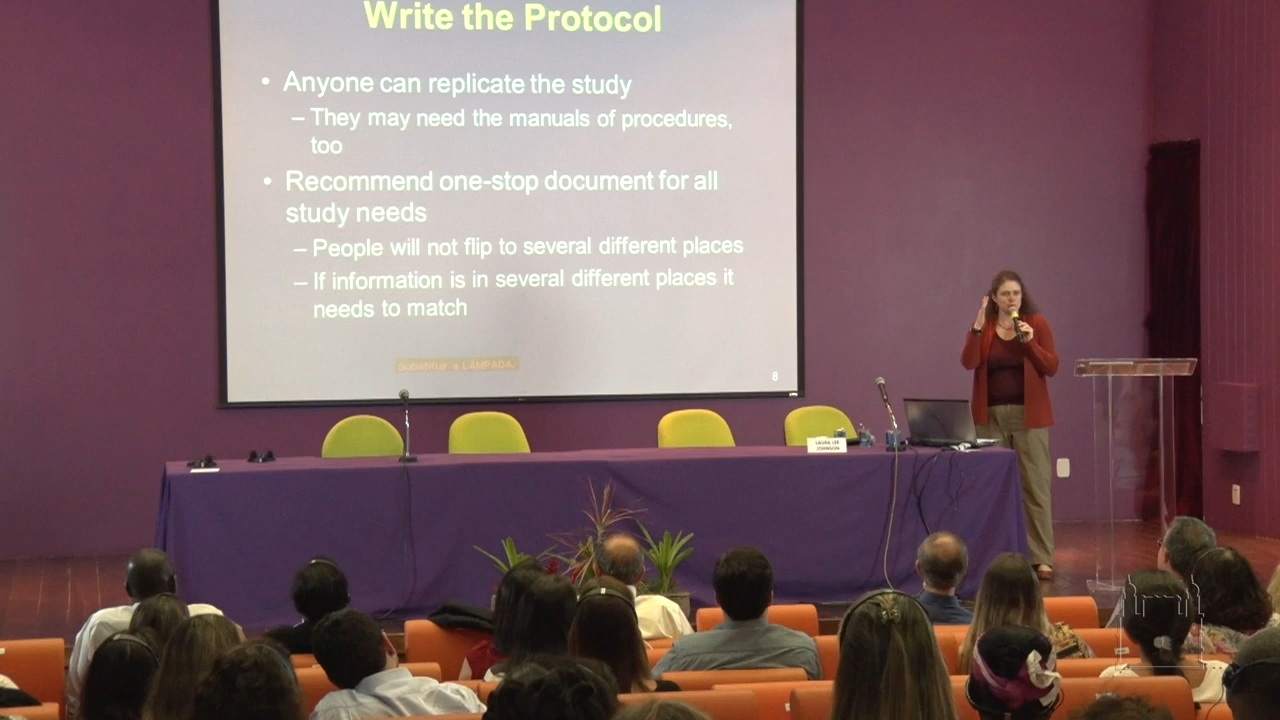 Write the Protocol
• Anyone can replicate the study
– They may need the manuals of procedures,
too
• Recommend one-stop document for all
study needs
– People will not flip to several different places
– If information is in several different places it
needs to match
Substituir a LÂMPADA.
8
LAURA LEE
JOHNSON